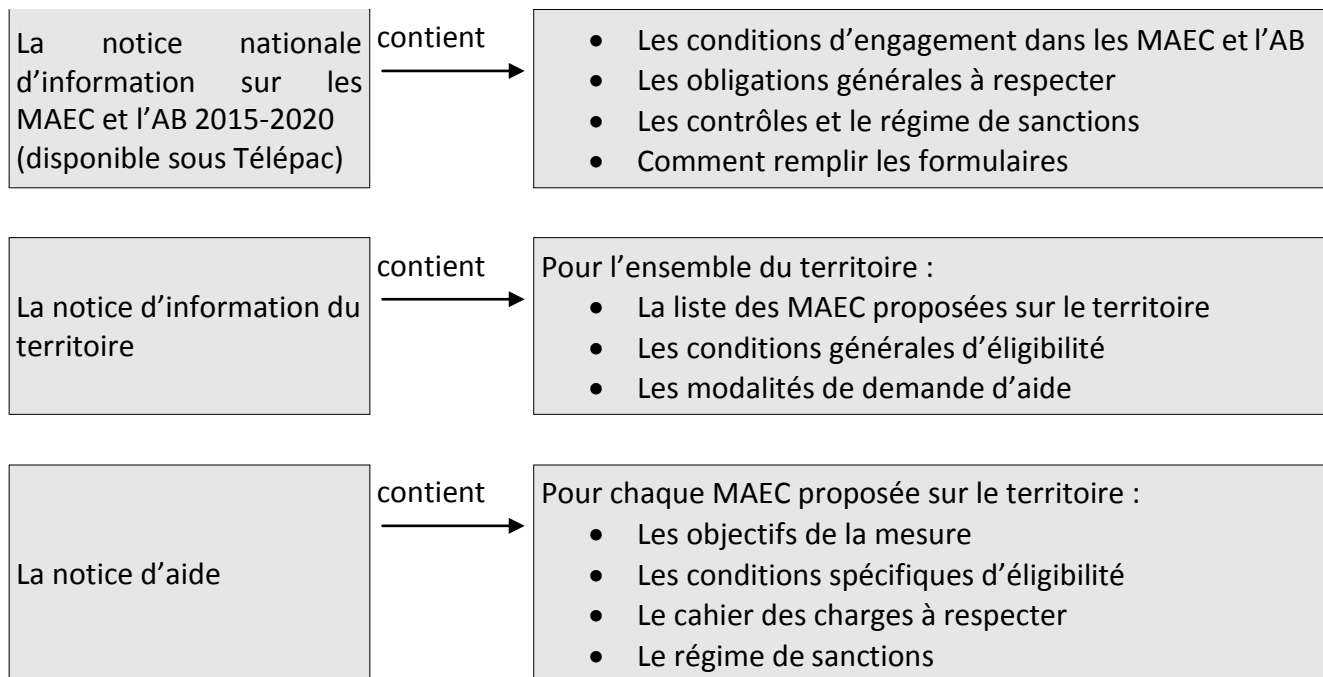 La notice nationale
d'information sur les
MAEC et l'AB 2015-2020
(disponible sous Télépac)
contient
• Les conditions d'engagement dans les MAEC et l'AB
• Les obligations générales à respecter
• Les contrôles et le régime de sanctions
• Comment remplir les formulaires
La notice d'information du
territoire
contient
Pour l'ensemble du territoire :
• La liste des MAEC proposées sur le territoire
• Les conditions générales d'éligibilité
• Les modalités de demande d'aide
La notice d'aide
contient
Pour chaque MAEC proposée sur le territoire :
• Les objectifs de la mesure
• Les conditions spécifiques d'éligibilité
• Le cahier des charges à respecter
• Le régime de sanctions